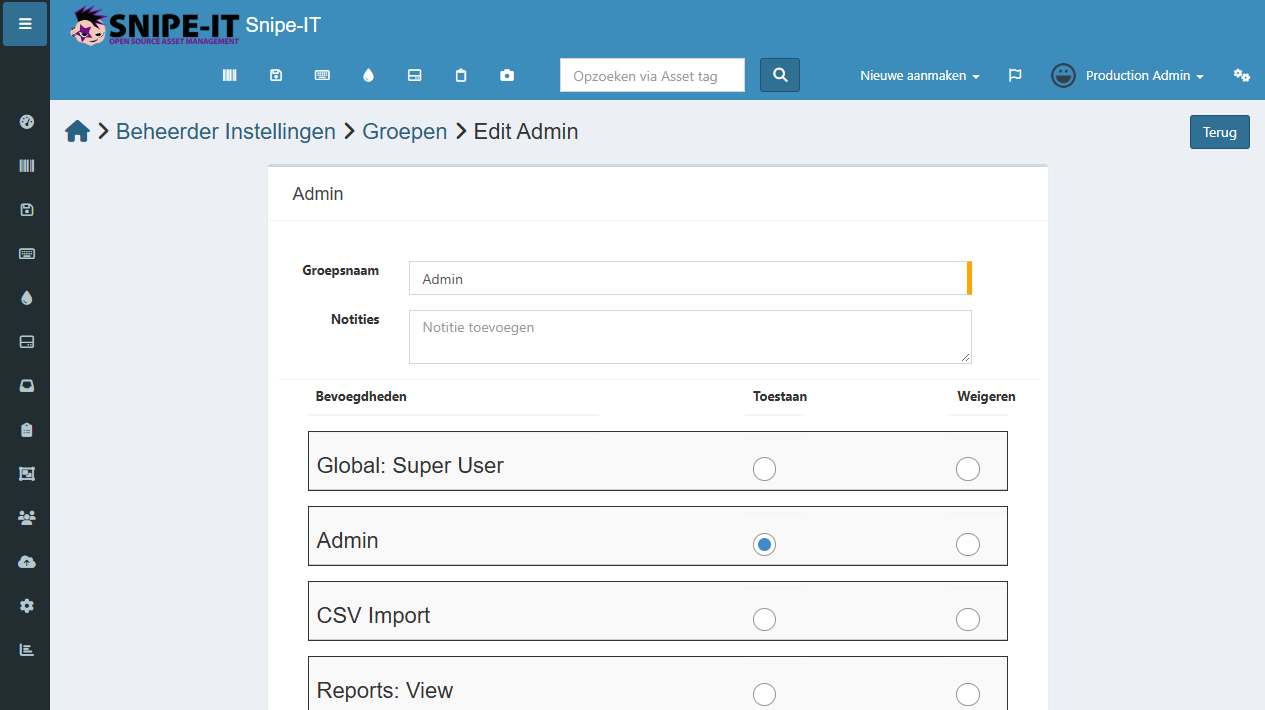 SNIPE-IT Snipe-IT
OPEN SOURCE ASSET MANAGEMENT
Opzoeken via Asset tag
Nieuwe aanmaken
Production Admin
Beheerder Instellingen
Groepen
Edit Admin
Terug
Admin
Groepsnaam
Admin
Notities
Notitie toevoegen
Bevoegdheden
Toestaan
Weigeren
Global: Super User
Admin
CSV Import
Reports: View